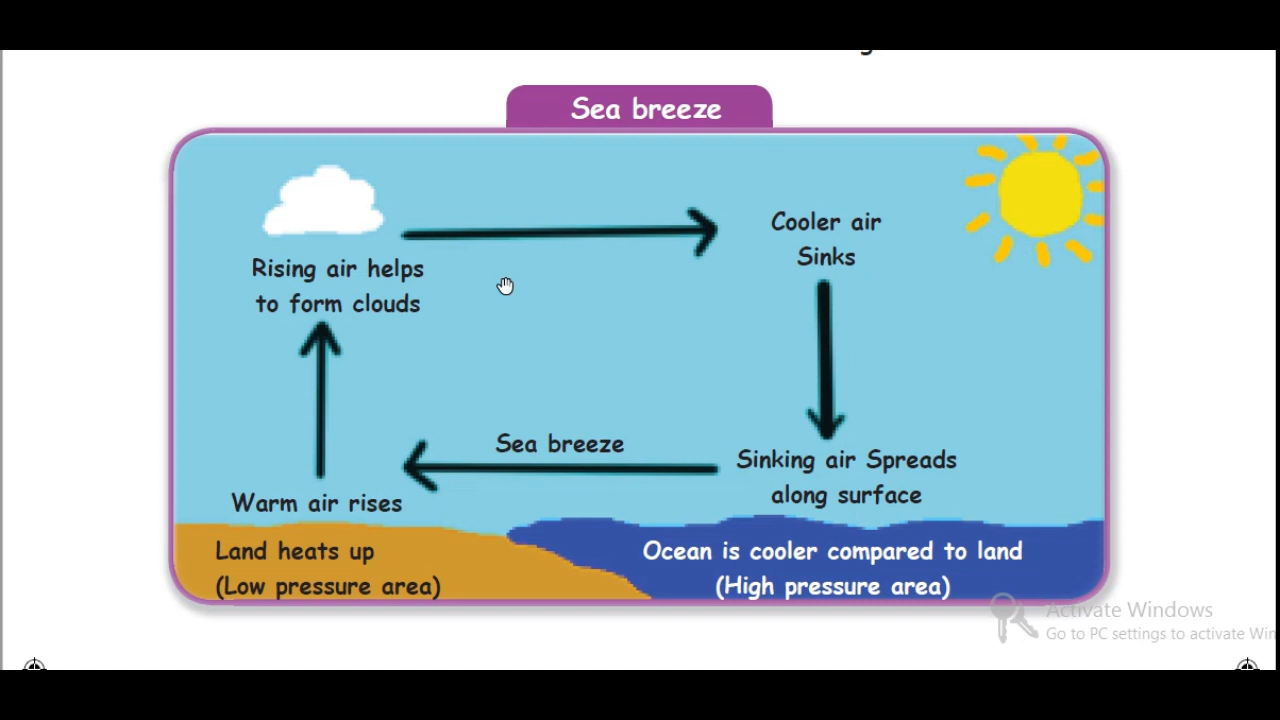 Sea breeze
Rising air helps
to form clouds
Cooler air
Sinks
Sea breeze
Sinking air Spreads
along surface
Warm air rises
Land heats up
(Low pressure area)
Ocean is cooler compared to land
(High pressure area)
Activate Windows
Go to PC settings to activate Win